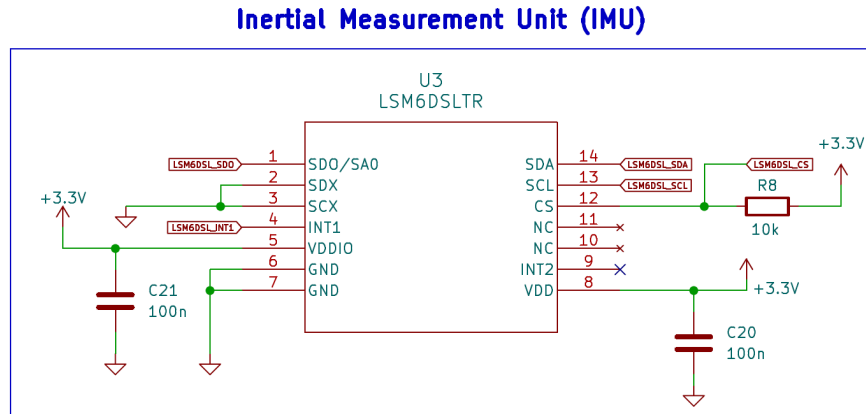 Inertial Measurement Unit (IMU)
U3
LSM6DSLTR
LSM6DSL_SDO 1 SDO/SA0
2 SDX
3 SCX
LSM6DSL_INT1 4 INT1
+3.3V
5 VDDIO
6 GND
7 GND
C21
100n
SDA 14 LSM6DSL_SDA
SCL 13 LSM6DSL_SCL
CS 12
LSM6DSL_CS
+3.3V
R8
10k
NC 11
NC 10
INT2 9
VDD 8
+3.3V
C20
100n